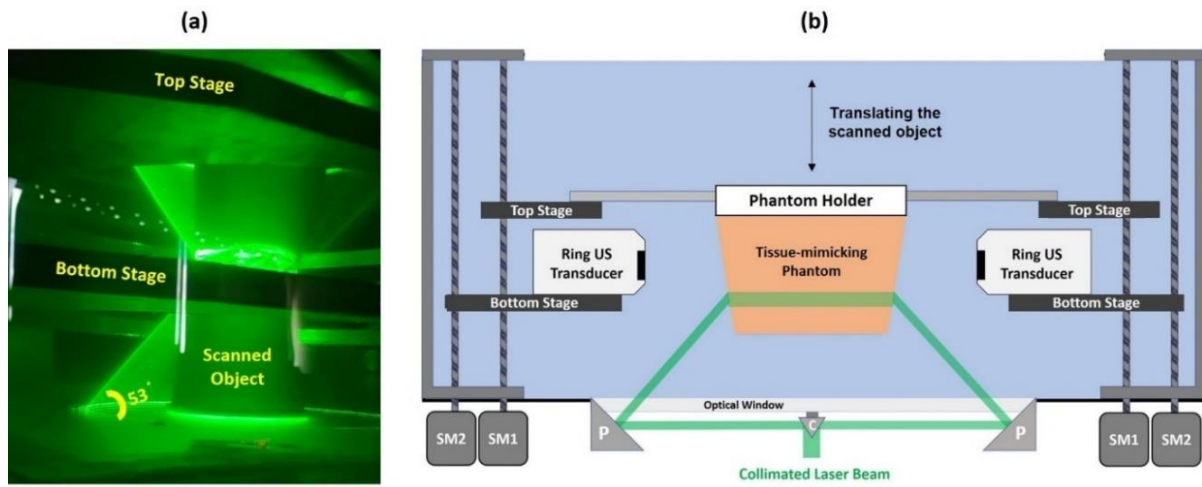 (a)
(b)
Top Stage
Bottom Stage
Scanned
Object
53°
Translating the
scanned object
Phantom Holder
Top Stage
Top Stage
Ring US
Transducer
Tissue-mimicking
Phantom
Ring US
Transducer
Bottom Stage
Bottom Stage
Optical Window
P
C
P
SM2
SM1
SM1
SM2
Collimated Laser Beam